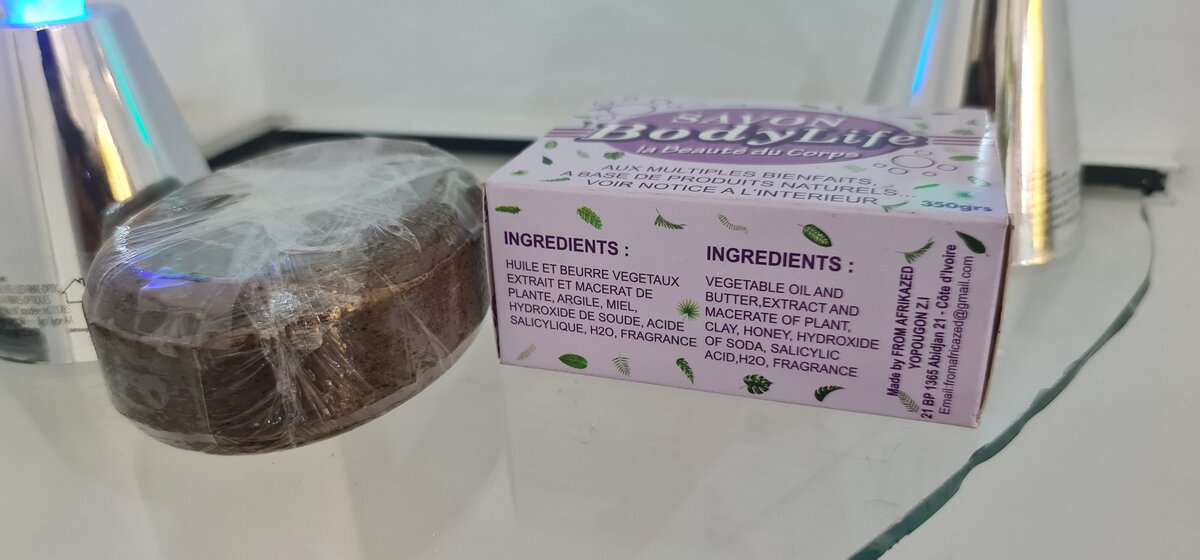 SAVON
BodyLife
la Beauté du Corps
AUX MULTIPLES BIENFAITS,
A BASE DE PRODUITS NATURELS..
VOIR NOTICE A L'INTERIEUR
350grs
INGREDIENTS :
HUILE ET BEURRE VEGETAUX
EXTRAIT ET MACERAT DE
PLANTE, ARGILE, MIEL,
HYDROXIDE DE SOUDE, ACIDE
SALICYLIQUE, H2O, FRAGRANCE
INGREDIENTS :
VEGETABLE OIL AND
BUTTER,EXTRACT AND
MACERATE OF PLANT,
CLAY, HONEY, HYDROXIDE
OF SODA, SALICYLIC
ACID,H2O, FRAGRANCE
Made by FROM AFRIKAZED
YOPOUGON Z.I
21 BP 1365 Abidjan 21 - Côte d'Ivoire
Email:fromafricazed@gmail.com